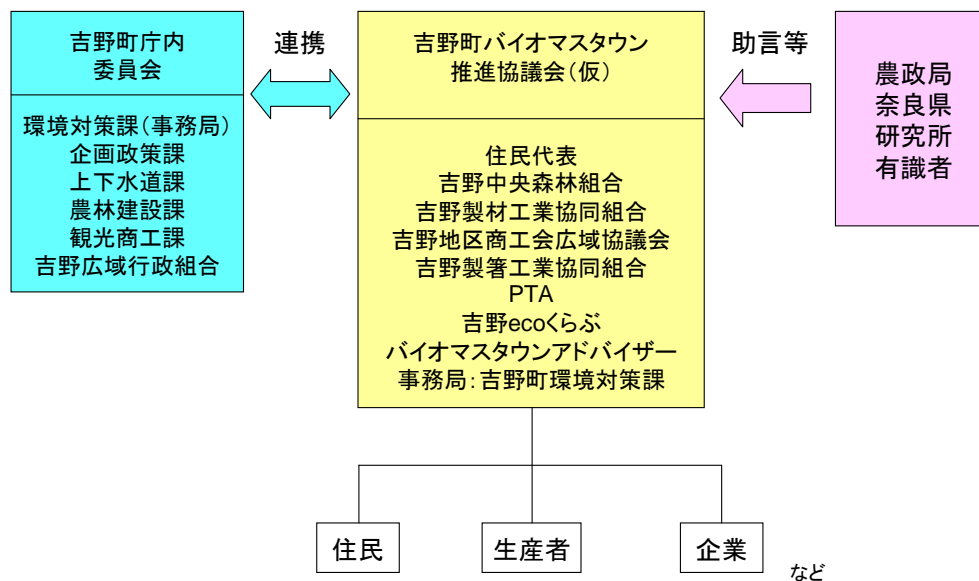 吉野町庁内
委員会
環境対策課(事務局)
企画政策課
上下水道課
農林建設課
観光商工課
吉野広域行政組合
連携
吉野町バイオマスタウン
推進協議会(仮)
住民代表
吉野中央森林組合
吉野製材工業協同組合
吉野地区商工会広域協議会
吉野製箸工業協同組合
PTA
吉野ecoくらぶ
バイオマスタウンアドバイザー
事務局:吉野町環境対策課
助言等
農政局
奈良県
研究所
有識者
住民
生産者
企業
など